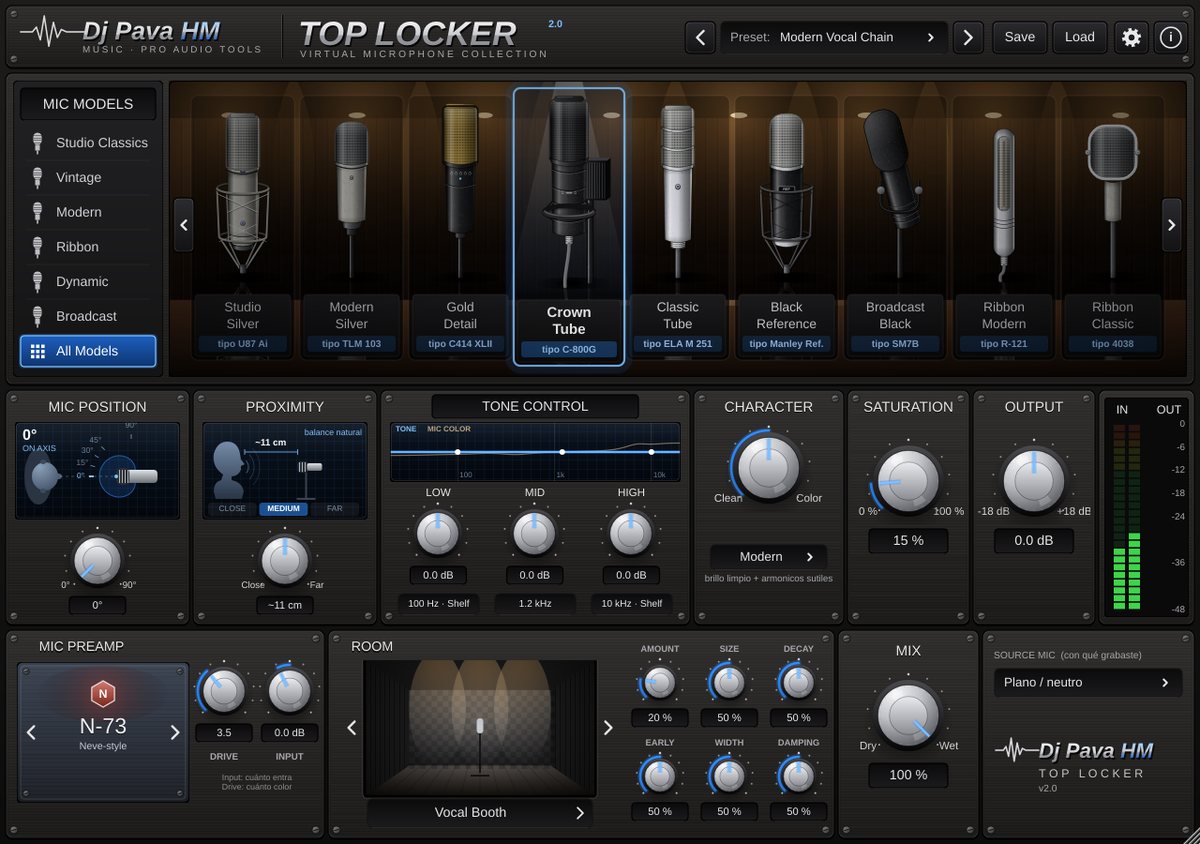 Dj Pava HM
MUSIC · PRO AUDIO TOOLS
TOP LOCKER
2.0
VIRTUAL MICROPHONE COLLECTION
Preset: Modern Vocal Chain
Save
Load
i
MIC MODELS
Studio Classics
Vintage
Modern
Ribbon
Dynamic
Broadcast
All Models
Studio
Silver
tipo U87 Ai
Modern
Silver
tipo TLM 103
Gold
Detail
tipo C414 XLII
Crown
Tube
tipo C-800G
Classic
Tube
tipo ELA M 251
Black
Reference
tipo Manley Ref.
Broadcast
Black
tipo SM7B
Ribbon
Modern
tipo R-121
Ribbon
Classic
tipo 4038
MIC POSITION
0°
ON AXIS
90°
45°
30°
15°
0°
0°
90°
0°
PROXIMITY
balance natural
~11 cm
CLOSE
MEDIUM
FAR
Close
Far
~11 cm
TONE CONTROL
TONE
MIC COLOR
100
1k
10k
LOW
MID
HIGH
0.0 dB
0.0 dB
0.0 dB
100 Hz · Shelf
1.2 kHz
10 kHz · Shelf
CHARACTER
Clean
Color
Modern
brillo limpio + armonicos sutiles
SATURATION
0 %
100 %
15 %
OUTPUT
-18 dB
+18 dB
0.0 dB
IN
OUT
0
-6
-12
-18
-24
-36
-48
MIC PREAMP
N
N-73
Neve-style
3.5
0.0 dB
DRIVE
INPUT
Input: cuánto entra
Drive: cuánto color
ROOM
Vocal Booth
AMOUNT
SIZE
DECAY
20 %
50 %
50 %
EARLY
WIDTH
DAMPING
50 %
50 %
50 %
MIX
Dry
Wet
100 %
SOURCE MIC (con qué grabaste)
Plano / neutro
Dj Pava HM
TOP LOCKER
v2.0